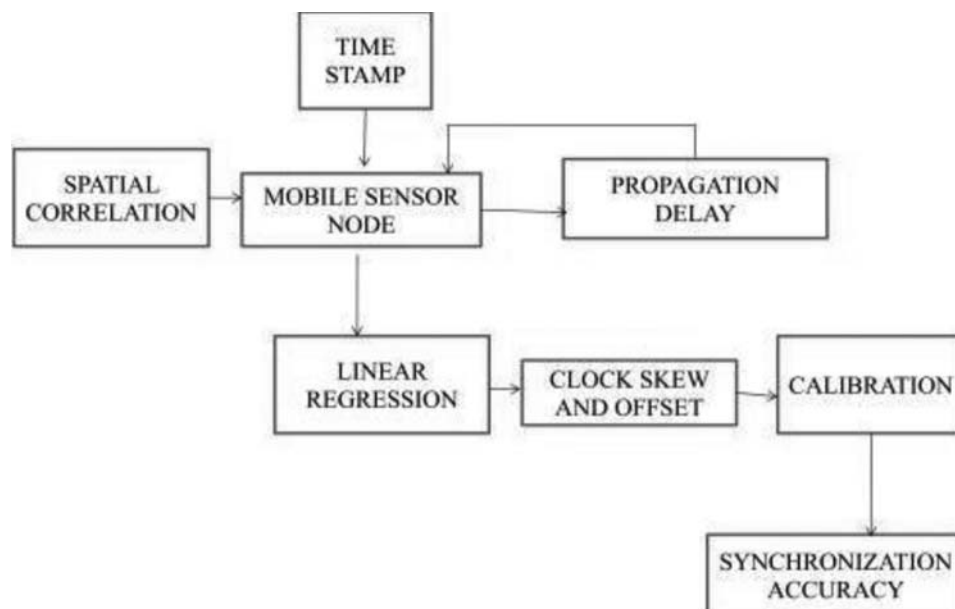 TIME
STAMP
SPATIAL
CORRELATION
MOBILE SENSOR
NODE
PROPAGATION
DELAY
LINEAR
REGRESSION
CLOCK SKEW
AND OFFSET
CALIBRATION
SYNCHRONIZATION
ACCURACY